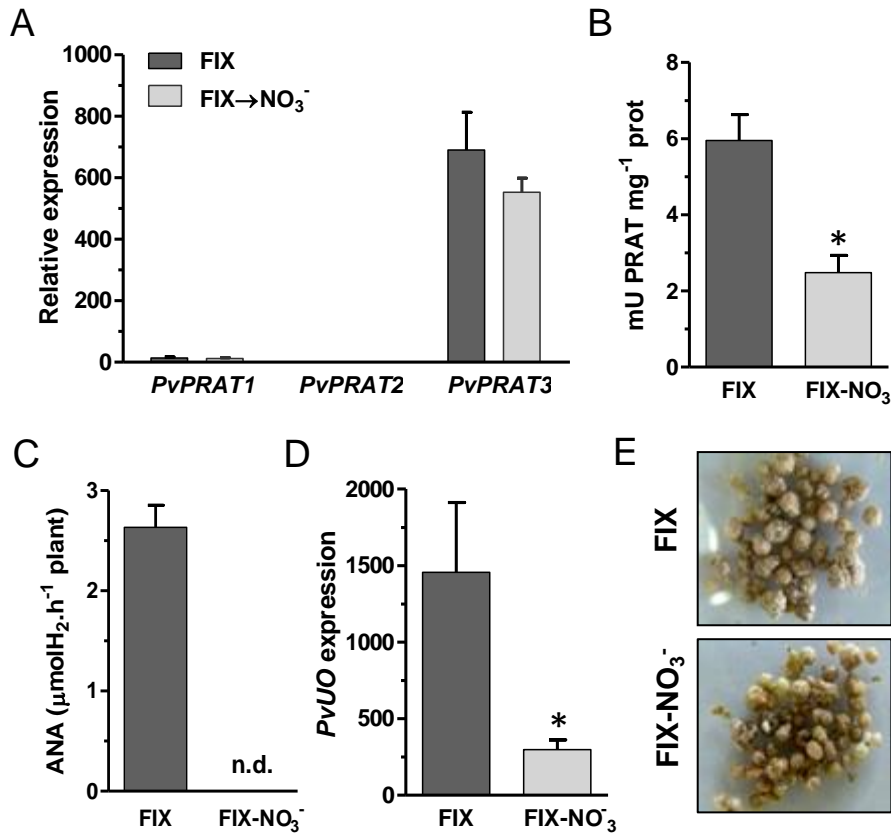 A
1000
800
600
400
200
0
Relative expression
FIX
FIX→NO₃⁻
PvPRAT1 PvPRAT2 PvPRAT3
B
8
6
4
2
0
mU PRAT mg⁻¹ prot
*
FIX FIX-NO₃
C
3
2
1
0
ANA (μmolH₂.h⁻¹ plant)
n.d.
FIX FIX-NO₃⁻
D
2000
1500
1000
500
0
PvUO expression
*
FIX FIX-NO⁻₃
E
FIX
FIX-NO₃⁻